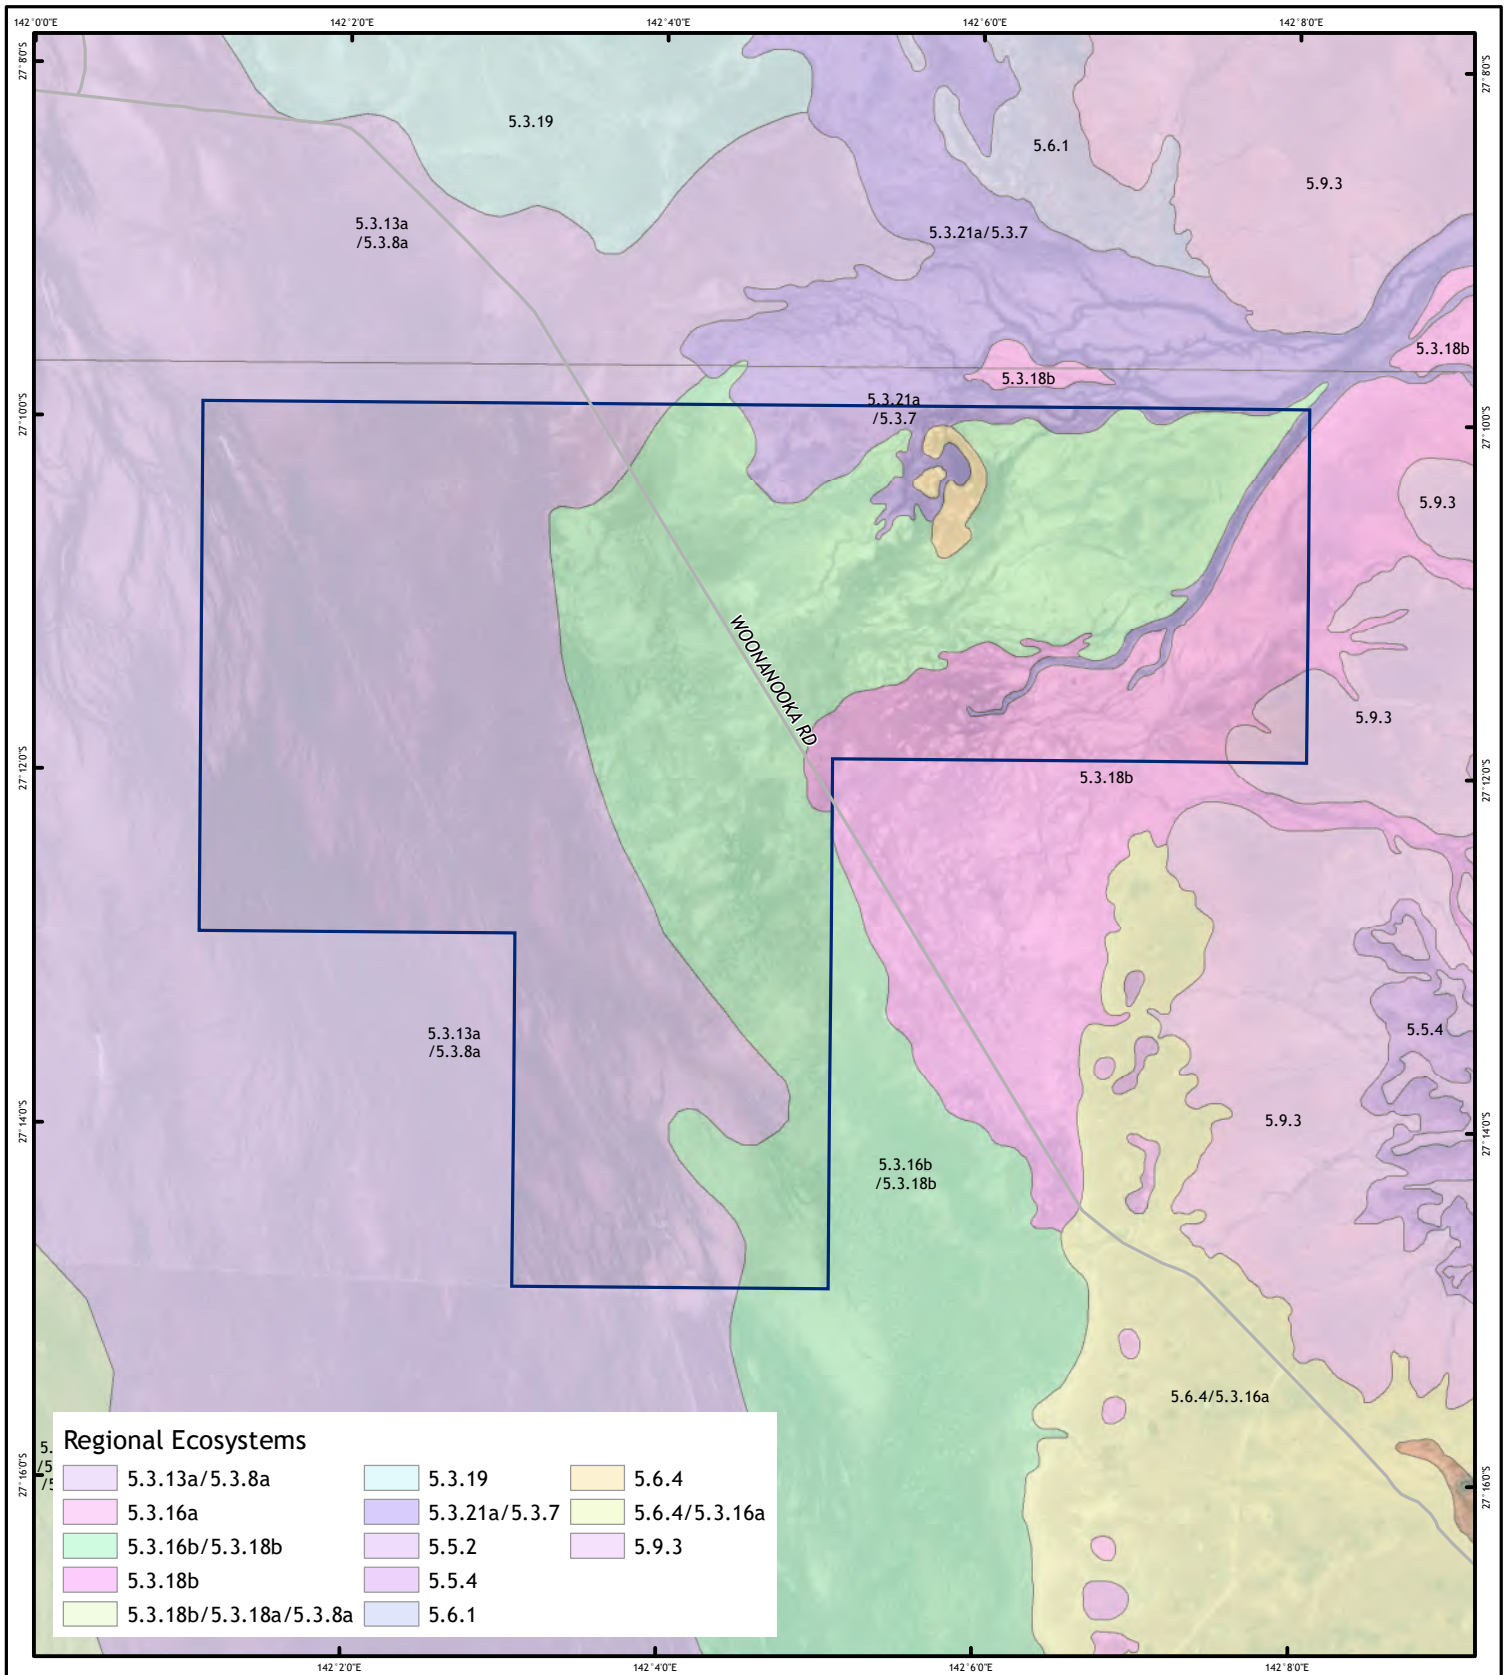 142°0'0"E 142°2'0"E 142°4'0"E 142°6'0"E 142°8'0"E
27°8'0"S
27°8'0"S
5.3.19
5.6.1
5.9.3
5.3.13a
/5.3.8a
5.3.21a/5.3.7
5.3.18b
5.3.18b
5.3.21a
/5.3.7
27°10'0"S
27°10'0"S
5.9.3
WOONANOOKA RD
5.9.3
27°12'0"S
27°12'0"S
5.3.18b
5.3.13a
/5.3.8a
5.5.4
5.9.3
27°14'0"S
27°14'0"S
5.3.16b
/5.3.18b
5.6.4/5.3.16a
5.
/5
/5
27°16'0"S
27°16'0"S
Regional Ecosystems
5.3.13a/5.3.8a
5.3.16a
5.3.16b/5.3.18b
5.3.18b
5.3.18b/5.3.18a/5.3.8a
5.3.19
5.3.21a/5.3.7
5.5.2
5.5.4
5.6.1
5.6.4
5.6.4/5.3.16a
5.9.3
142°2'0"E 142°4'0"E 142°6'0"E 142°8'0"E